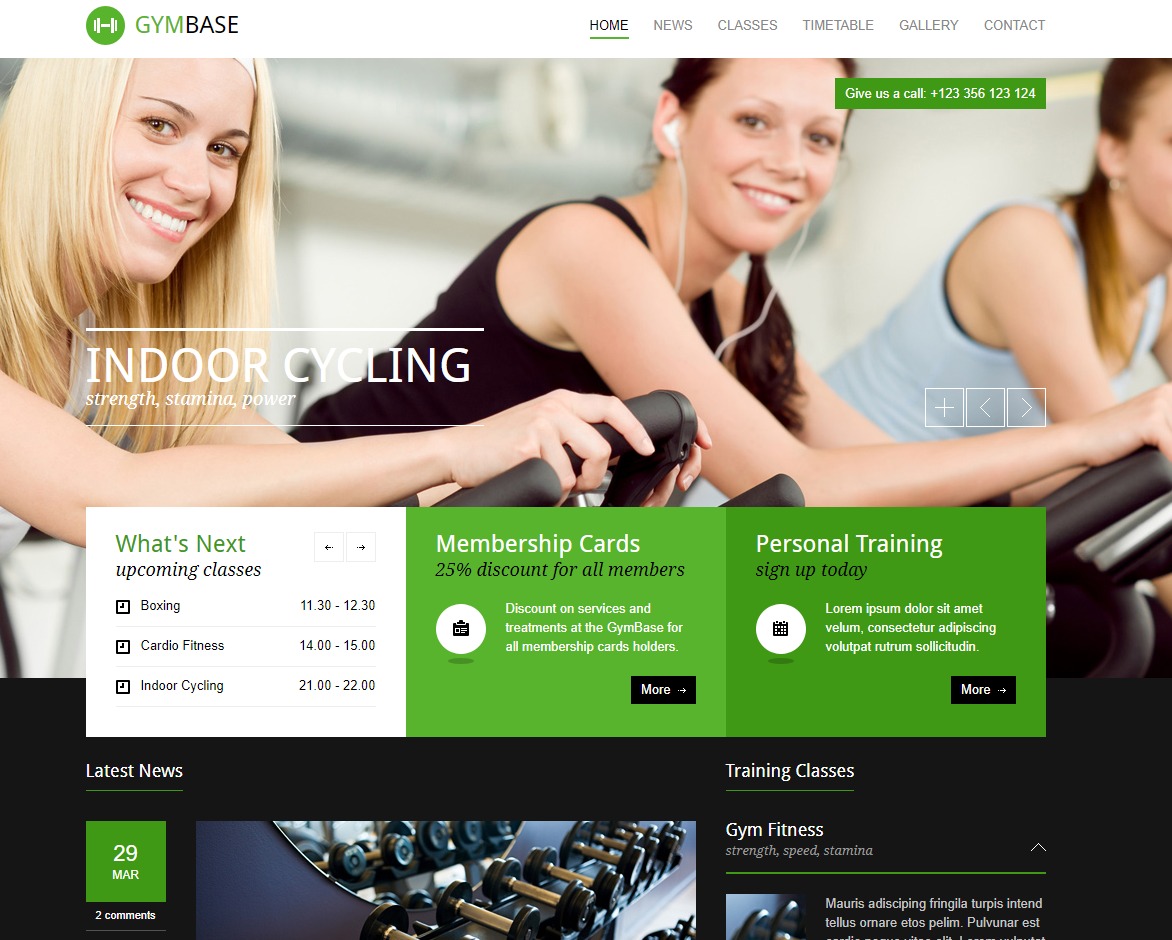 GYMBASE
HOME NEWS CLASSES TIMETABLE GALLERY CONTACT
Give us a call: +123 356 123 124
INDOOR CYCLING
strength, stamina, power
What's Next
upcoming classes
Boxing 11.30 - 12.30
Cardio Fitness 14.00 - 15.00
Indoor Cycling 21.00 - 22.00
Membership Cards
25% discount for all members
Discount on services and
treatments at the GymBase for
all membership cards holders.
More
Personal Training
sign up today
Lorem ipsum dolor sit amet
velum, consectetur adipiscing
volutpat rutrum sollicitudin.
More
Latest News
29
MAR
2 comments
Training Classes
Gym Fitness
strength, speed, stamina
Mauris adisciping fringila turpis intend
tellus ornare etos pelim. Pulvunar est